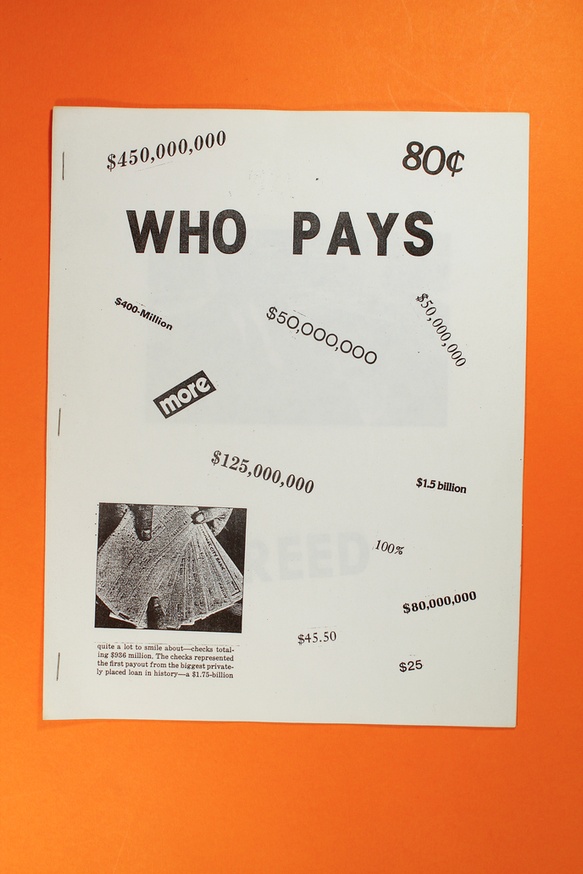 $450,000,000
80¢
WHO PAYS
$400-Million
$50,000,000
$50,000,000
more
$125,000,000
$1.5 billion
100%
REED
$80,000,000
$45.50
$25
quite a lot to smile about—checks total-
ing $936 million. The checks represented
the first payout from the biggest private-
ly placed loan in history—a $1.75-billion